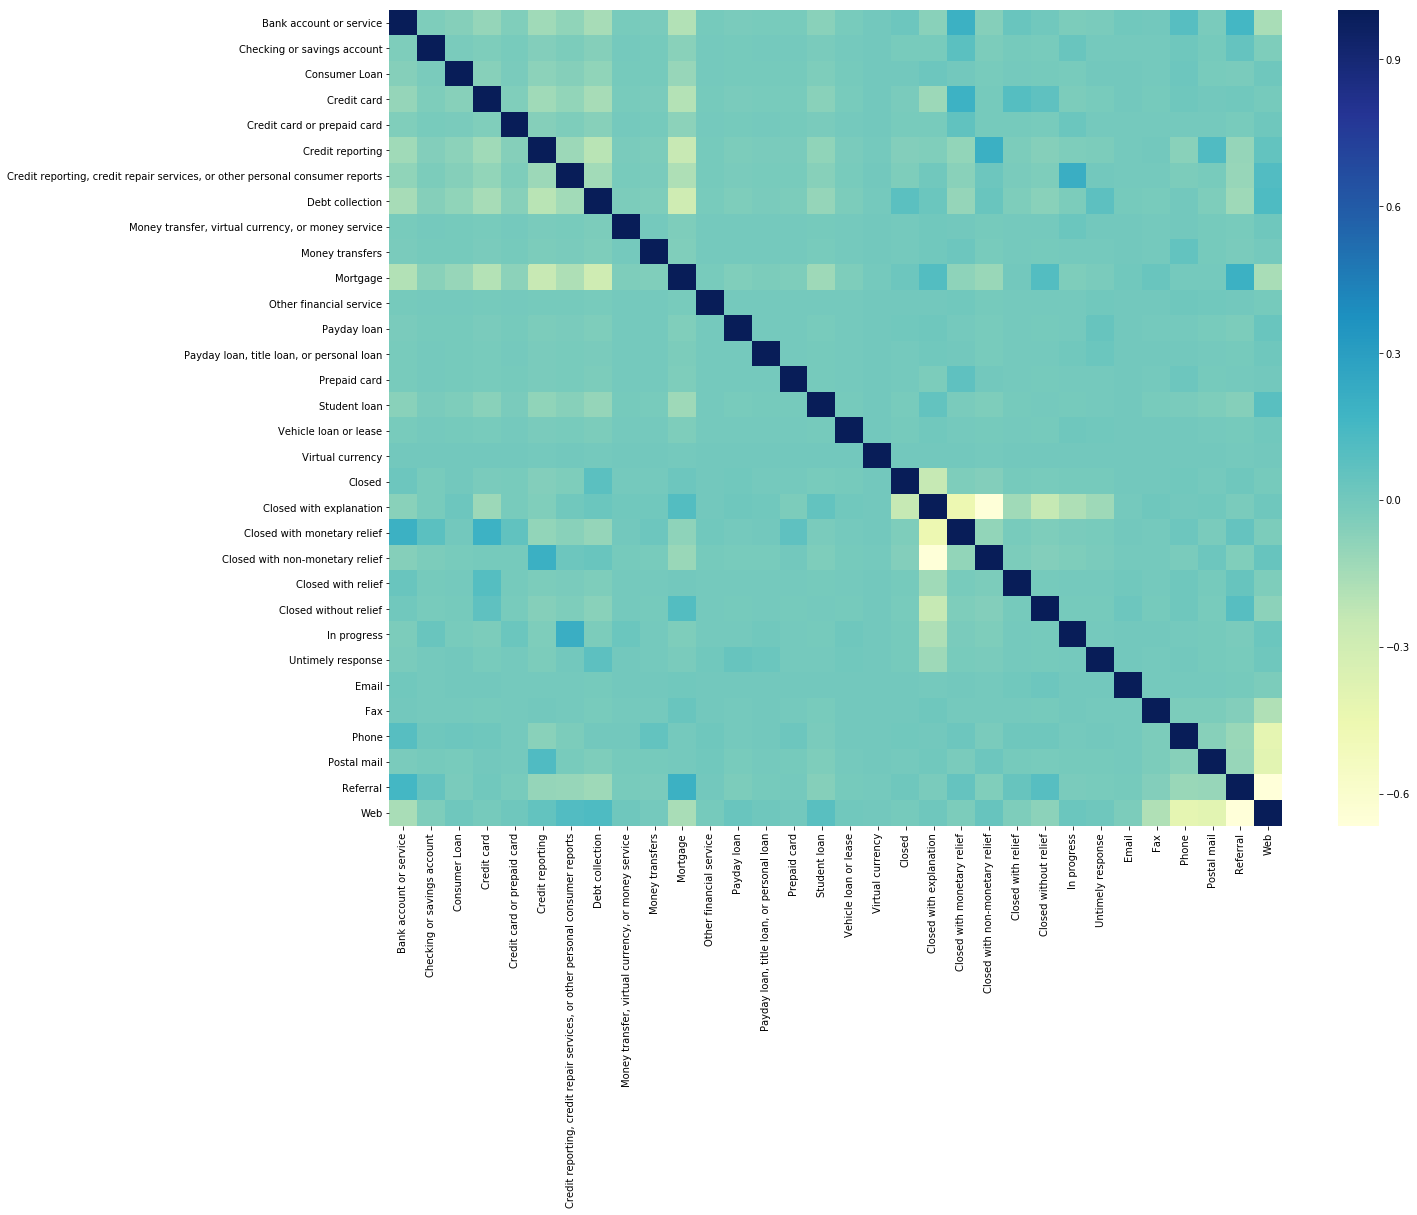 Bank account or service
Checking or savings account
Consumer Loan
Credit card
Credit card or prepaid card
Credit reporting
Credit reporting, credit repair services, or other personal consumer reports
Debt collection
Money transfer, virtual currency, or money service
Money transfers
Mortgage
Other financial service
Payday loan
Payday loan, title loan, or personal loan
Prepaid card
Student loan
Vehicle loan or lease
Virtual currency
Closed
Closed with explanation
Closed with monetary relief
Closed with non-monetary relief
Closed with relief
Closed without relief
In progress
Untimely response
Email
Fax
Phone
Postal mail
Referral
Web
Bank account or service
Checking or savings account
Consumer Loan
Credit card
Credit card or prepaid card
Credit reporting
Credit reporting, credit repair services, or other personal consumer reports
Debt collection
Money transfer, virtual currency, or money service
Money transfers
Mortgage
Other financial service
Payday loan
Payday loan, title loan, or personal loan
Prepaid card
Student loan
Vehicle loan or lease
Virtual currency
Closed
Closed with explanation
Closed with monetary relief
Closed with non-monetary relief
Closed with relief
Closed without relief
In progress
Untimely response
Email
Fax
Phone
Postal mail
Referral
Web
0.9
0.6
0.3
0.0
−0.3
−0.6